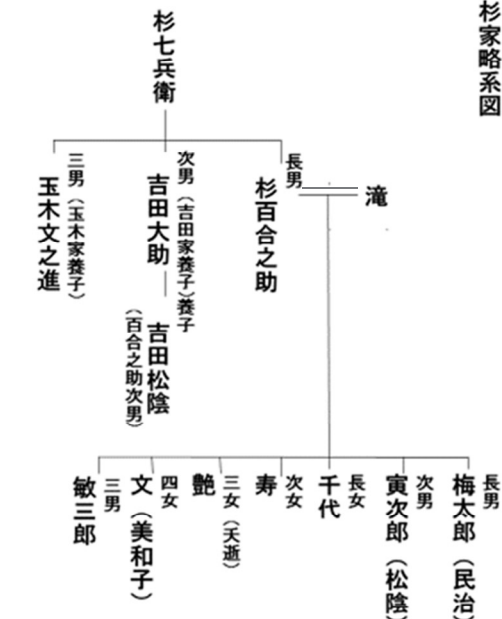 杉家略系図
杉七兵衛
滝
長男
杉百合之助
次男（吉田家養子）養子
吉田大助
吉田松陰
（百合之助次男）
三男（玉木家養子）
玉木文之進
長男
梅太郎（民治）
次男
寅次郎（松陰）
長女
千代
次女
寿
三女（夭逝）
艶
四女
文（美和子）
三男
敏三郎